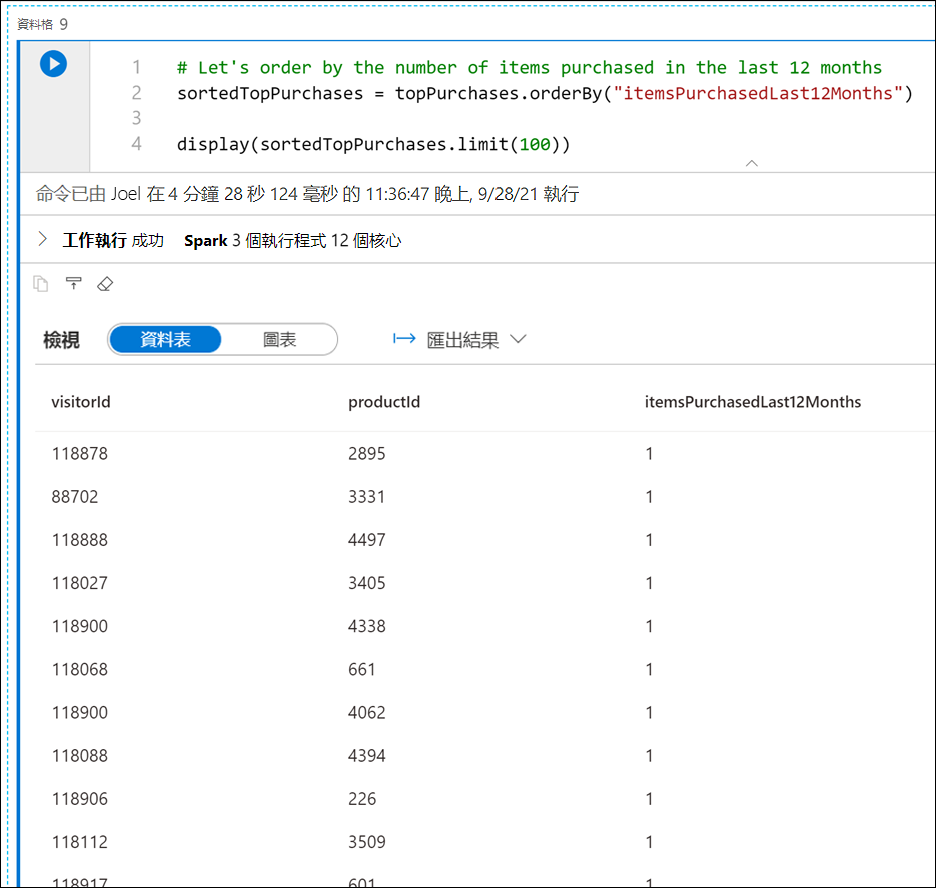 資料格 9
1 # Let's order by the number of items purchased in the last 12 months
2 sortedTopPurchases = topPurchases.orderBy("itemsPurchasedLast12Months")
3
4 display(sortedTopPurchases.limit(100))
命令已由 Joel 在 4 分鐘 28 秒 124 毫秒 的 11:36:47 晚上, 9/28/21 執行
工作執行 成功 Spark 3 個執行程式 12 個核心
檢視 資料表 圖表 匯出結果
visitorId productId itemsPurchasedLast12Months
118878 2895 1
88702 3331 1
118888 4497 1
118027 3405 1
118900 4338 1
118068 661 1
118900 4062 1
118088 4394 1
118906 226 1
118112 3509 1
118917 601 1